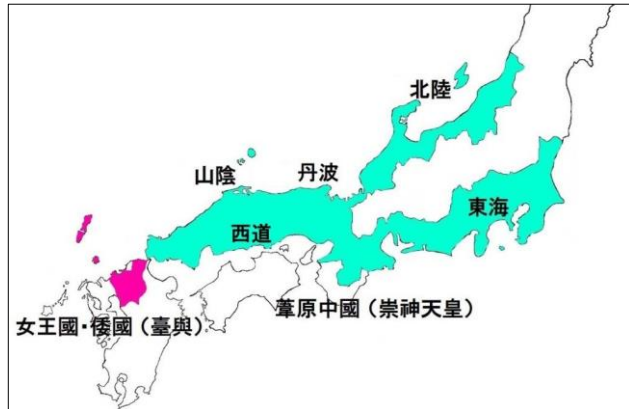 北陸
山陰
丹波
東海
西道
葦原中國（崇神天皇）
女王國・倭國（臺與）